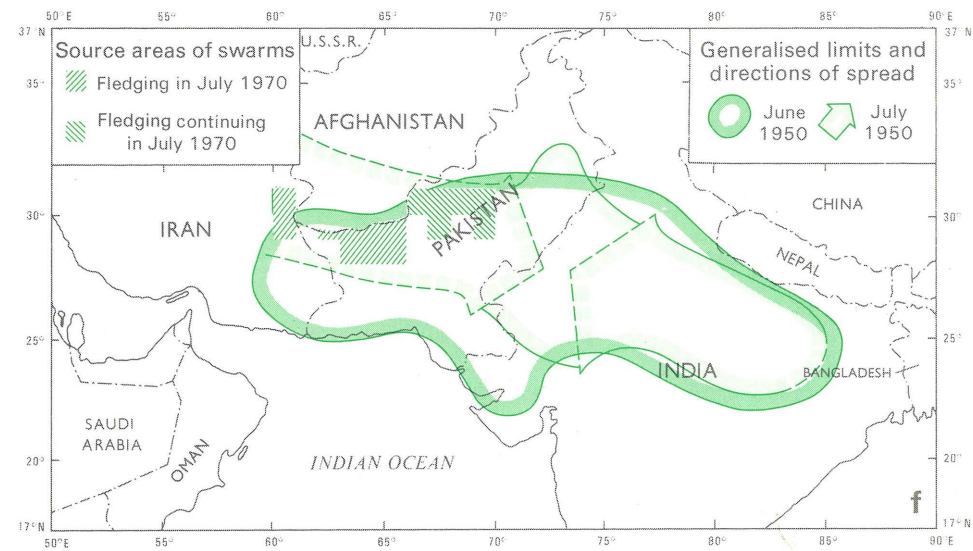 50°E 55° 60° 65° 70° 75° 80° 85° 90°E
37°N 37°N
Source areas of swarms
Fledging in July 1970
Fledging continuing
in July 1970
U.S.S.R.
Generalised limits and
directions of spread
June
1950
July
1950
35° 35°
AFGHANISTAN
30° 30°
IRAN
PAKISTAN
CHINA
NEPAL
25° 25°
INDIA
BANGLADESH
SAUDI
ARABIA
OMAN
20° 20°
INDIAN OCEAN
f
17°N 17°N
50°E 55° 60° 65° 70° 75° 80° 85° 90°E